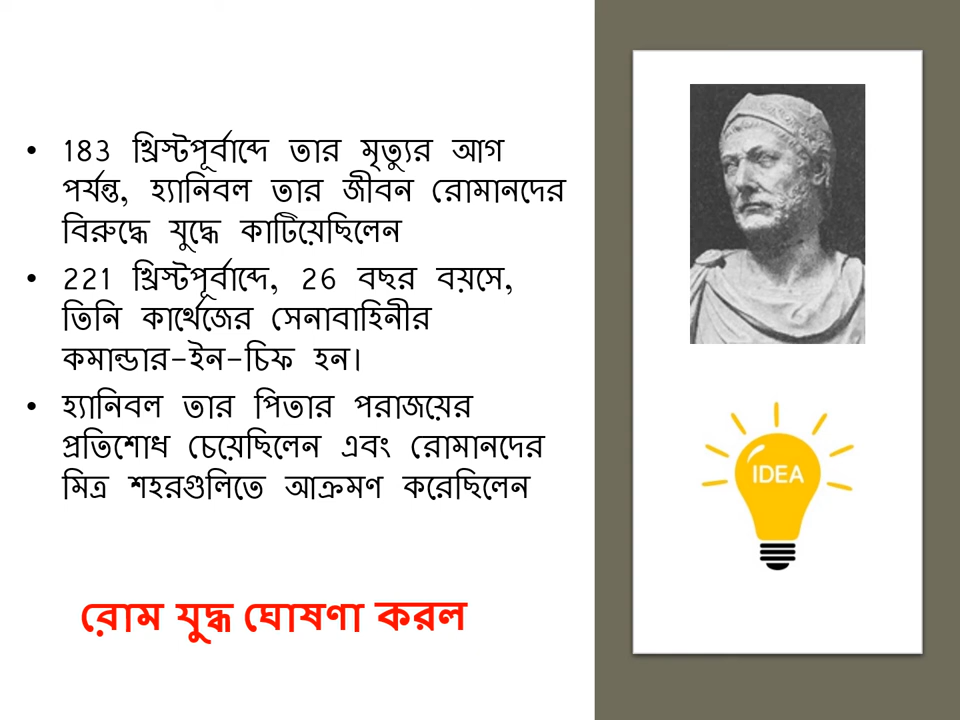 • 183 খ্রিস্টপূর্বাব্দে তার মৃত্যুর আগ
পর্যন্ত, হ্যানিবল তার জীবন রোমানদের
বিরুদ্ধে যুদ্ধে কাটিয়েছিলেন
• 221 খ্রিস্টপূর্বাব্দে, 26 বছর বয়সে,
তিনি কার্থেজের সেনাবাহিনীর
কমান্ডার-ইন-চিফ হন।
• হ্যানিবল তার পিতার পরাজয়ের
প্রতিশোধ চেয়েছিলেন এবং রোমানদের
মিত্র শহরগুলিতে আক্রমণ করেছিলেন
রোম যুদ্ধ ঘোষণা করল
IDEA